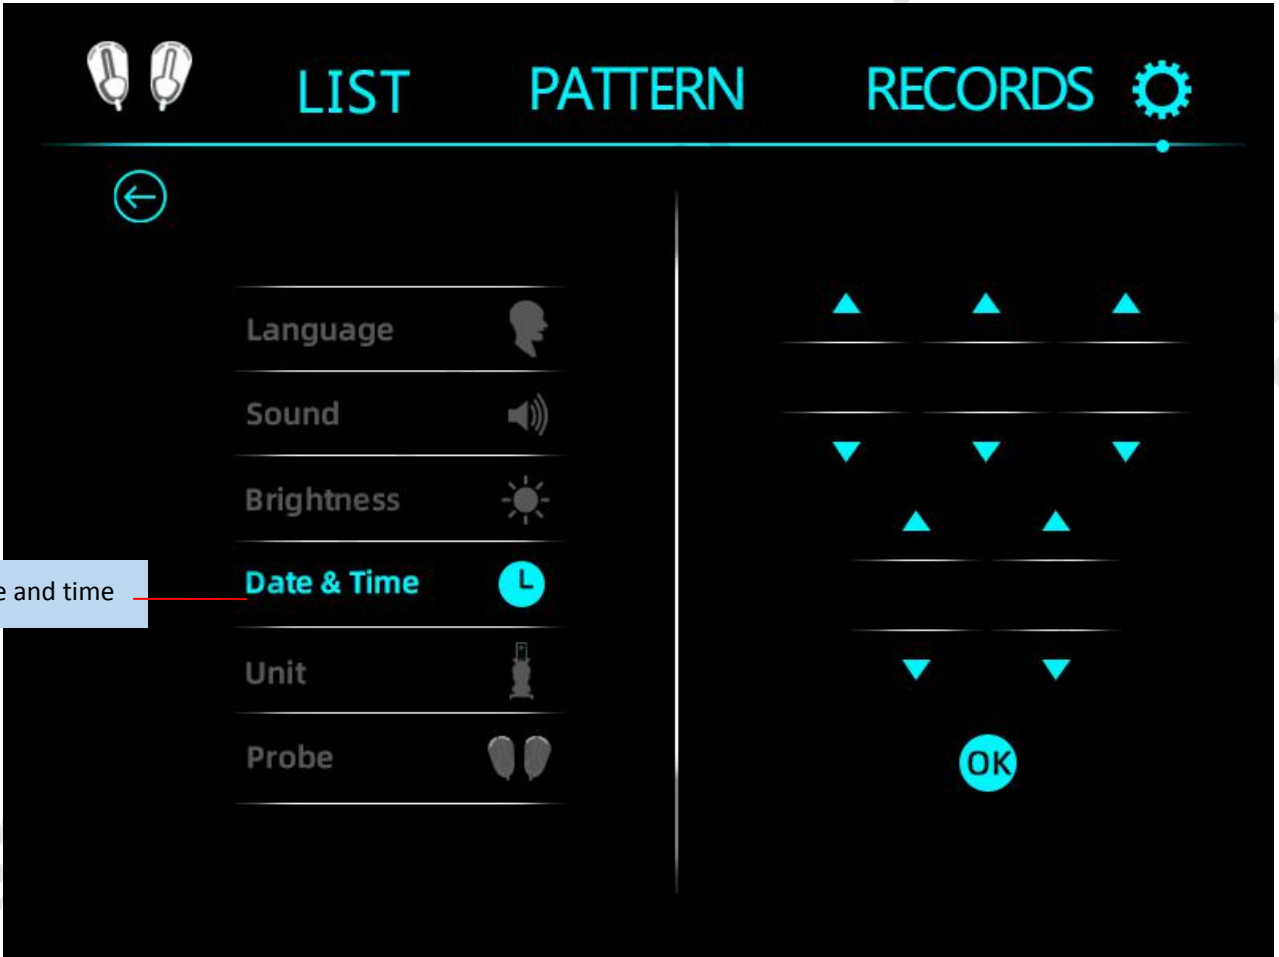 LIST PATTERN RECORDS
Language
Sound
Brightness
and time
Date & Time
Unit
Probe
OK